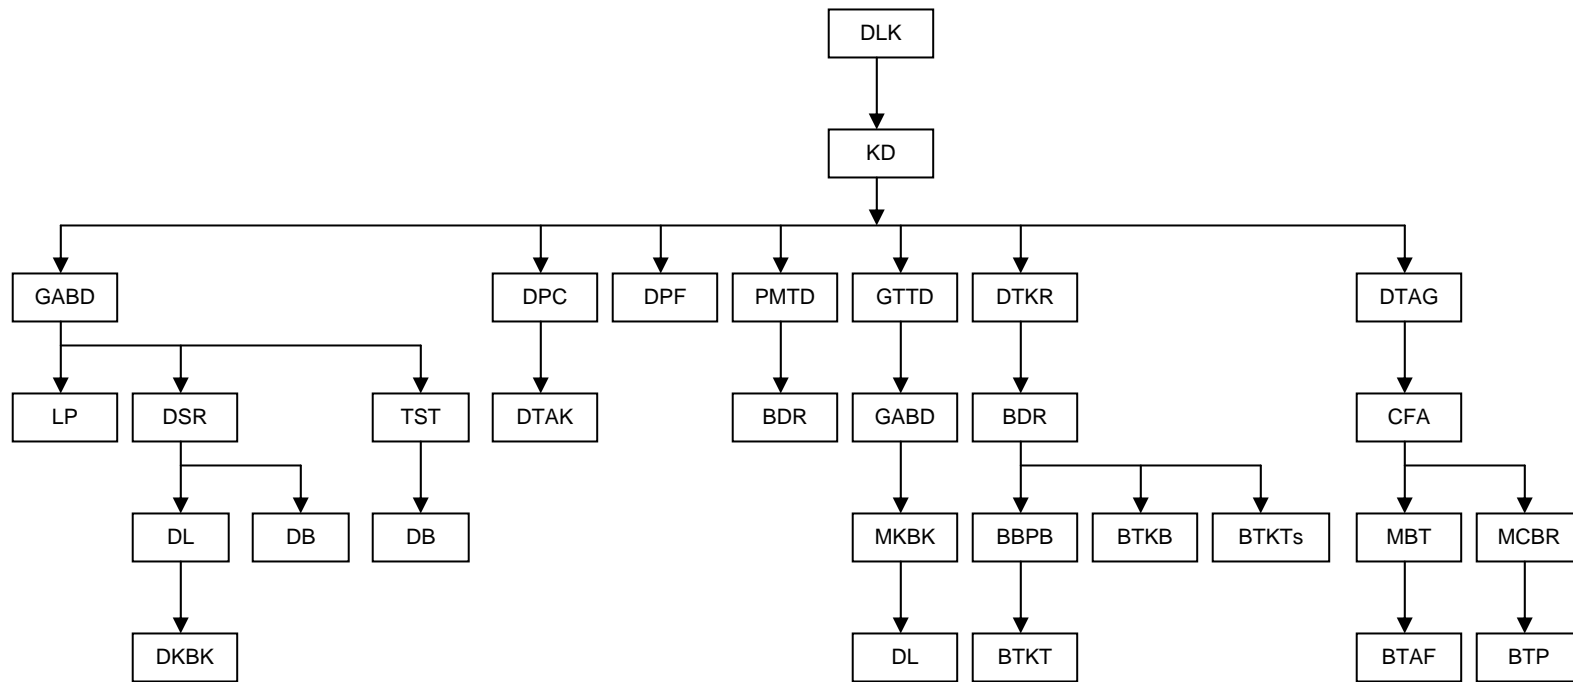 DLK
KD
GABD DPC DPF PMTD GTTD DTKR DTAG
LP DSR TST DTAK BDR GABD BDR CFA
DL DB DB MKBK BBPB BTKB BTKTs MBT MCBR
DKBK DL BTKT BTAF BTP